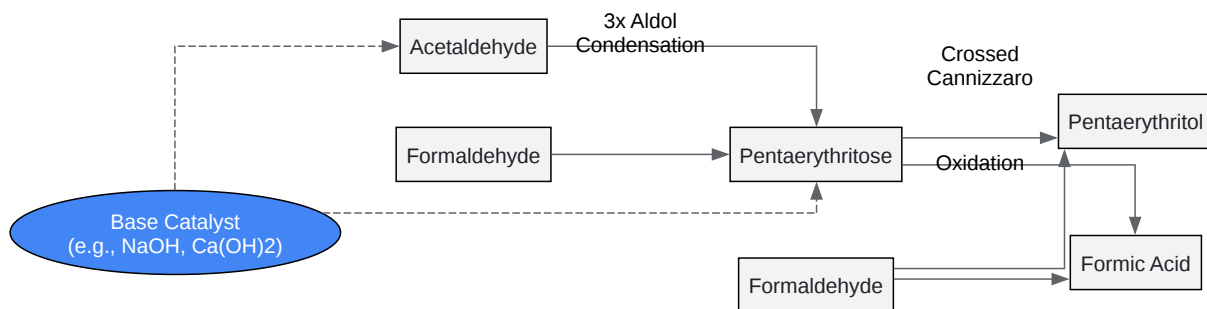 3x Aldol
Condensation
Acetaldehyde
Crossed
Cannizzaro
Pentaerythritol
Formaldehyde
Pentaerythritose
Oxidation
Base Catalyst
(e.g., NaOH, Ca(OH)2)
Formic Acid
Formaldehyde